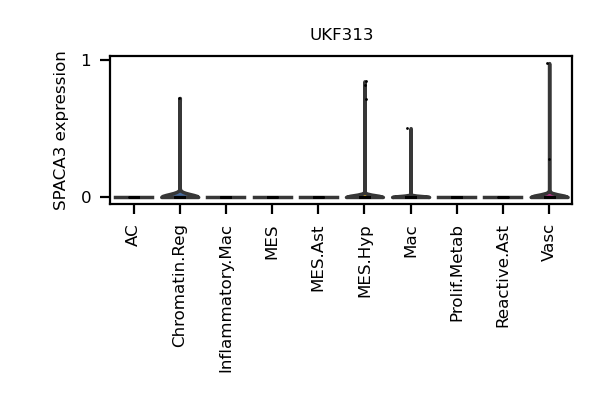 UKF313
SPACA3 expression
1
0
AC
Chromatin.Reg
Inflammatory.Mac
MES
MES.Ast
MES.Hyp
Mac
Prolif.Metab
Reactive.Ast
Vasc